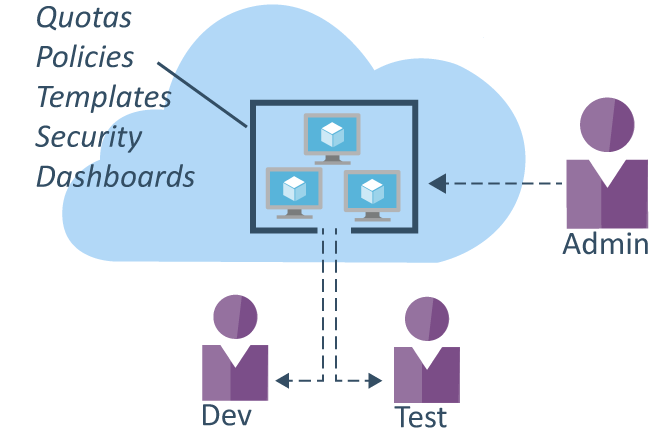 Quotas
Policies
Templates
Security
Dashboards
Admin
Dev
Test